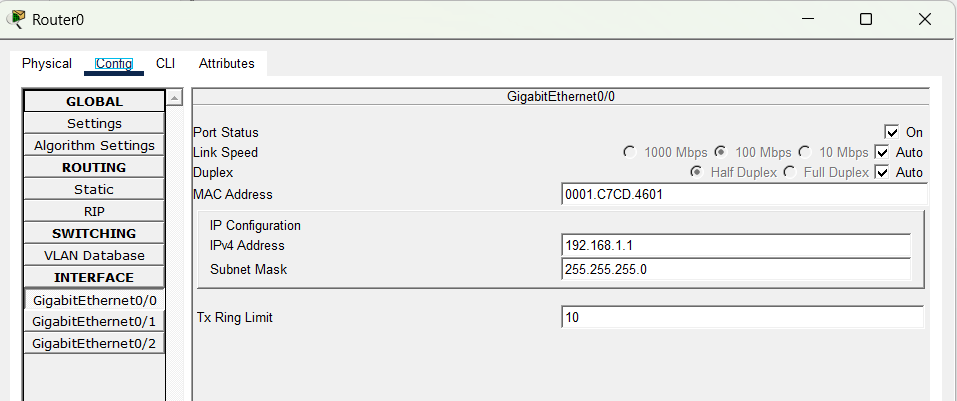 Router0
Physical Config CLI Attributes
GLOBAL
Settings
Algorithm Settings
ROUTING
Static
RIP
SWITCHING
VLAN Database
INTERFACE
GigabitEthernet0/0
GigabitEthernet0/1
GigabitEthernet0/2
GigabitEthernet0/0
Port Status On
Link Speed 1000 Mbps 100 Mbps 10 Mbps Auto
Duplex Half Duplex Full Duplex Auto
MAC Address 0001.C7CD.4601
IP Configuration
IPv4 Address 192.168.1.1
Subnet Mask 255.255.255.0
Tx Ring Limit 10